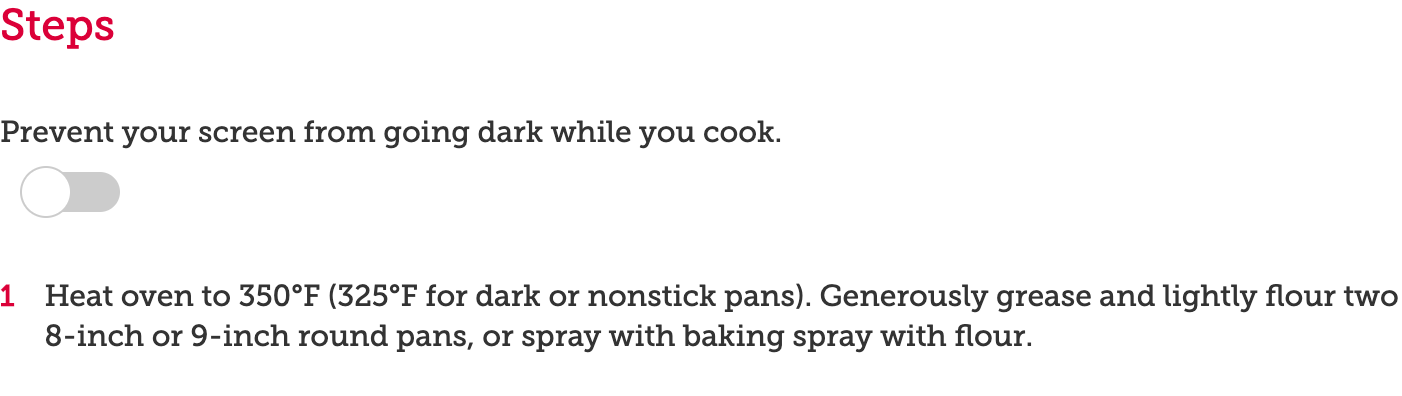 Steps
Prevent your screen from going dark while you cook.
1 Heat oven to 350°F (325°F for dark or nonstick pans). Generously grease and lightly flour two
8-inch or 9-inch round pans, or spray with baking spray with flour.